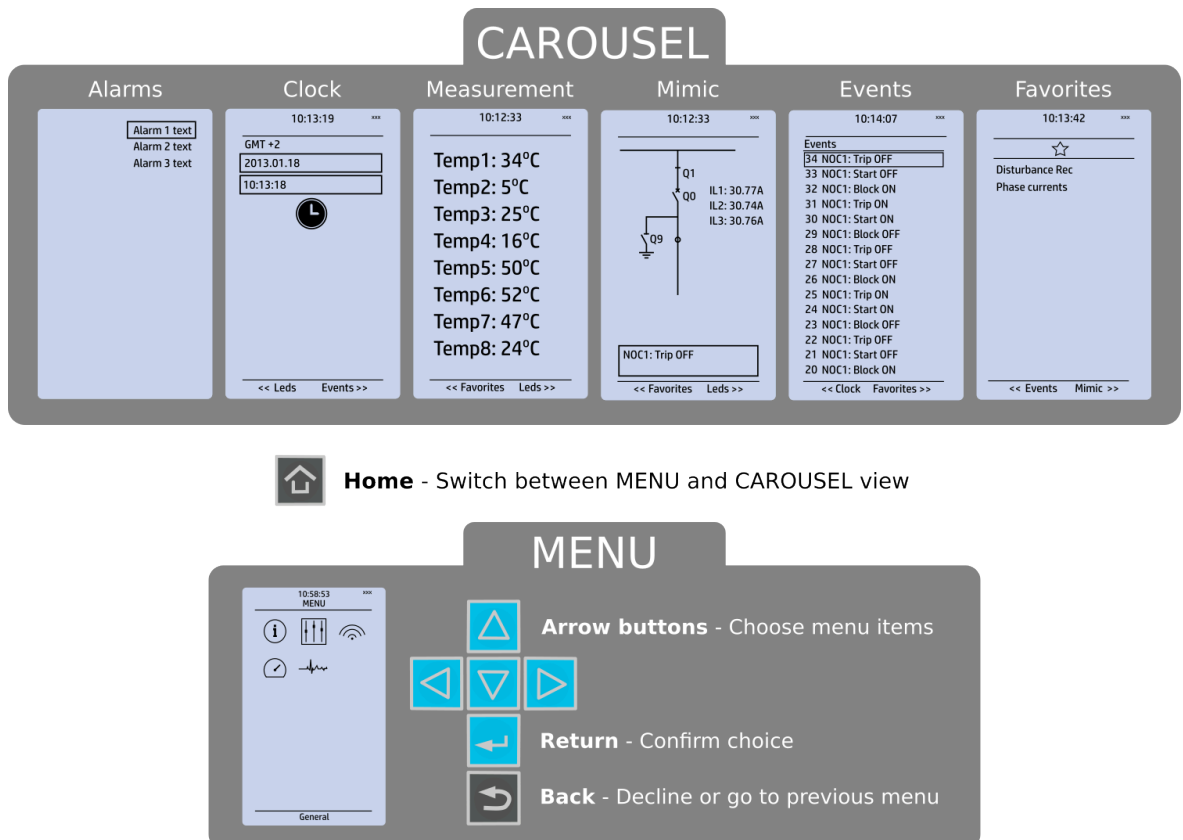 CAROUSEL
Alarms
Alarm 1 text
Alarm 2 text
Alarm 3 text
Clock
10:13:19 xxx
GMT +2
2013.01.18
10:13:18
<< Leds Events >>
Measurement
10:12:33 xxx
Temp1: 34°C
Temp2: 5°C
Temp3: 25°C
Temp4: 16°C
Temp5: 50°C
Temp6: 52°C
Temp7: 47°C
Temp8: 24°C
<< Favorites Leds >>
Mimic
10:12:33 xxx
Q1
Q0
IL1: 30.77A
IL2: 30.74A
IL3: 30.76A
Q9
NOC1: Trip OFF
<< Favorites Leds >>
Events
10:14:07 xxx
Events
34 NOC1: Trip OFF
33 NOC1: Start OFF
32 NOC1: Block ON
31 NOC1: Trip ON
30 NOC1: Start ON
29 NOC1: Block OFF
28 NOC1: Trip OFF
27 NOC1: Start OFF
26 NOC1: Block ON
25 NOC1: Trip ON
24 NOC1: Start ON
23 NOC1: Block OFF
22 NOC1: Trip OFF
21 NOC1: Start OFF
20 NOC1: Block ON
<< Clock Favorites >>
Favorites
10:13:42 xxx
Disturbance Rec
Phase currents
<< Events Mimic >>
Home - Switch between MENU and CAROUSEL view
MENU
10:58:53 xxx
MENU
i
General
Arrow buttons - Choose menu items
Return - Confirm choice
Back - Decline or go to previous menu